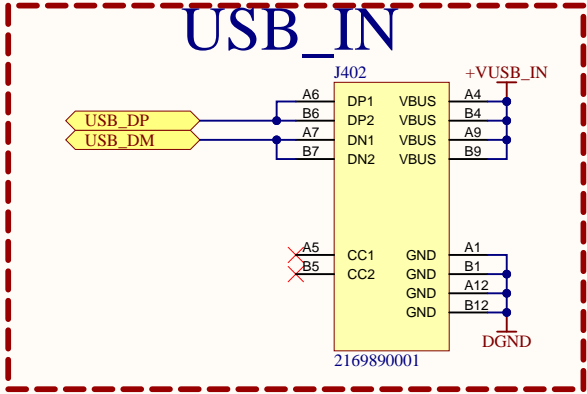 USB_IN
J402
+VUSB_IN
A6 DP1 VBUS A4
USB_DP B6 DP2 VBUS B4
USB_DM A7 DN1 VBUS A9
B7 DN2 VBUS B9
A5 CC1 GND A1
B5 CC2 GND B1
GND A12
GND B12
DGND
2169890001